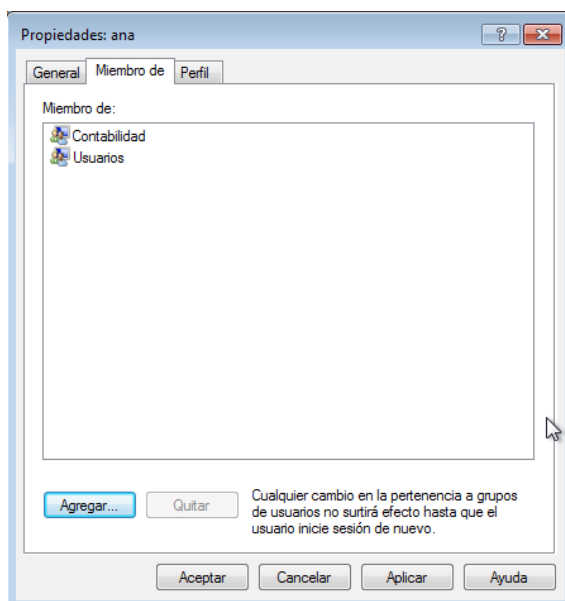 Propiedades: ana
General Miembro de Perfil
Miembro de:
Contabilidad
Usuarios
Agregar... Quitar
Cualquier cambio en la pertenencia a grupos
de usuarios no surtirá efecto hasta que el
usuario inicie sesión de nuevo.
Aceptar Cancelar Aplicar Ayuda